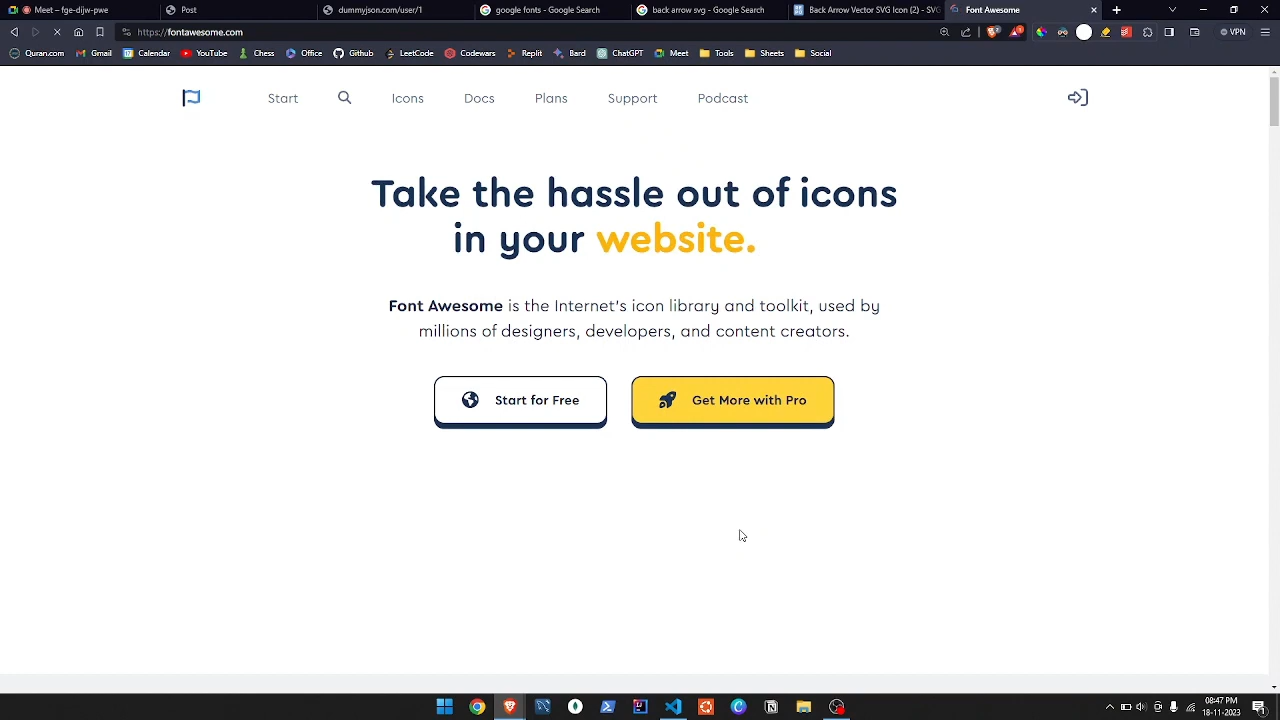 Meet – fge-dijw-pwe
Post
dummyjson.com/user/1
google fonts - Google Search
back arrow svg - Google Search
Back Arrow Vector SVG Icon (2) - SVG
Font Awesome
https://fontawesome.com
VPN
Quran.com
Gmail
Calendar
YouTube
Chess
Office
Github
LeetCode
Codewars
Replit
Bard
ChatGPT
Meet
Tools
Sheets
Social
Start
Icons
Docs
Plans
Support
Podcast
Take the hassle out of icons
in your website.
Font Awesome is the Internet's icon library and toolkit, used by
millions of designers, developers, and content creators.
Start for Free
Get More with Pro
08:47 PM
18-11-2023